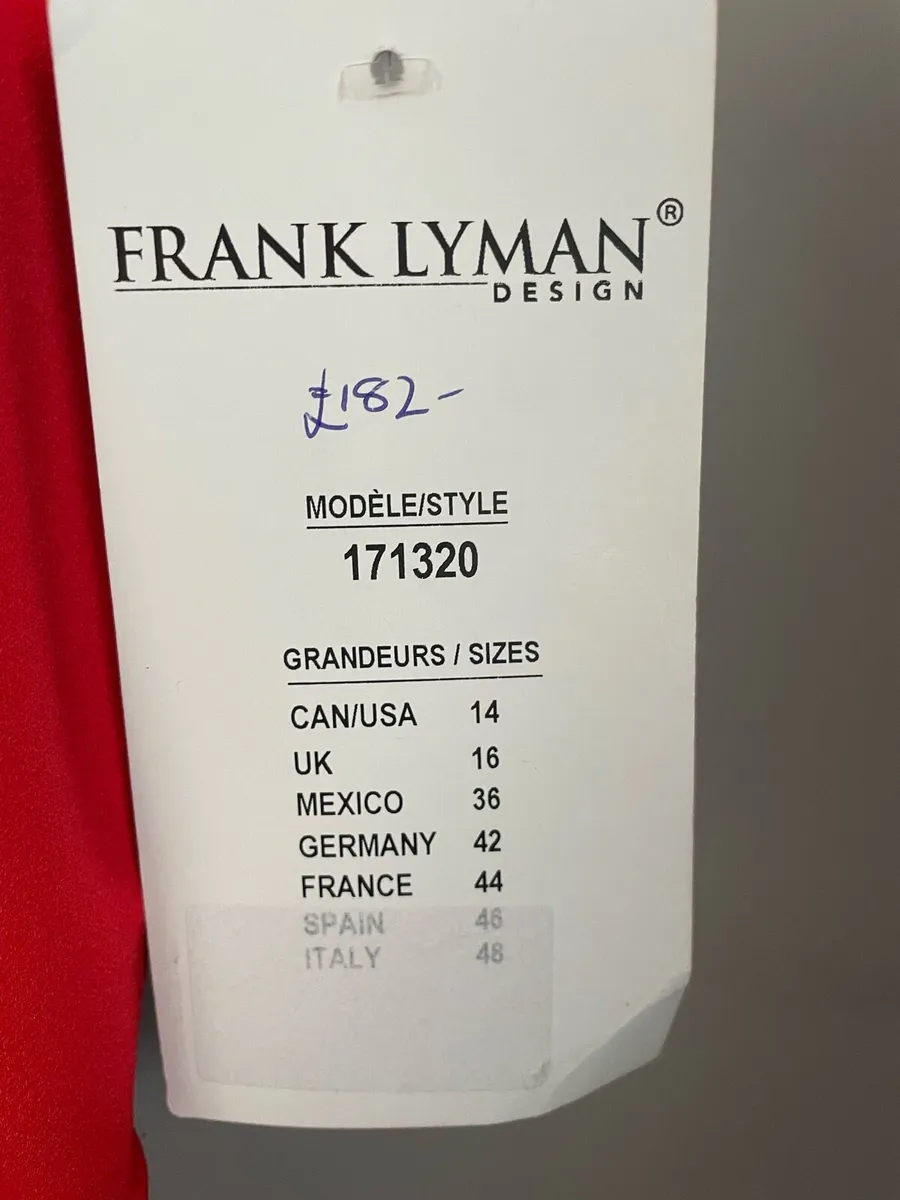 FRANK LYMAN®
DESIGN
£182-
MODÈLE/STYLE
171320
GRANDEURS / SIZES
CAN/USA 14
UK 16
MEXICO 36
GERMANY 42
FRANCE 44
SPAIN 46
ITALY 48